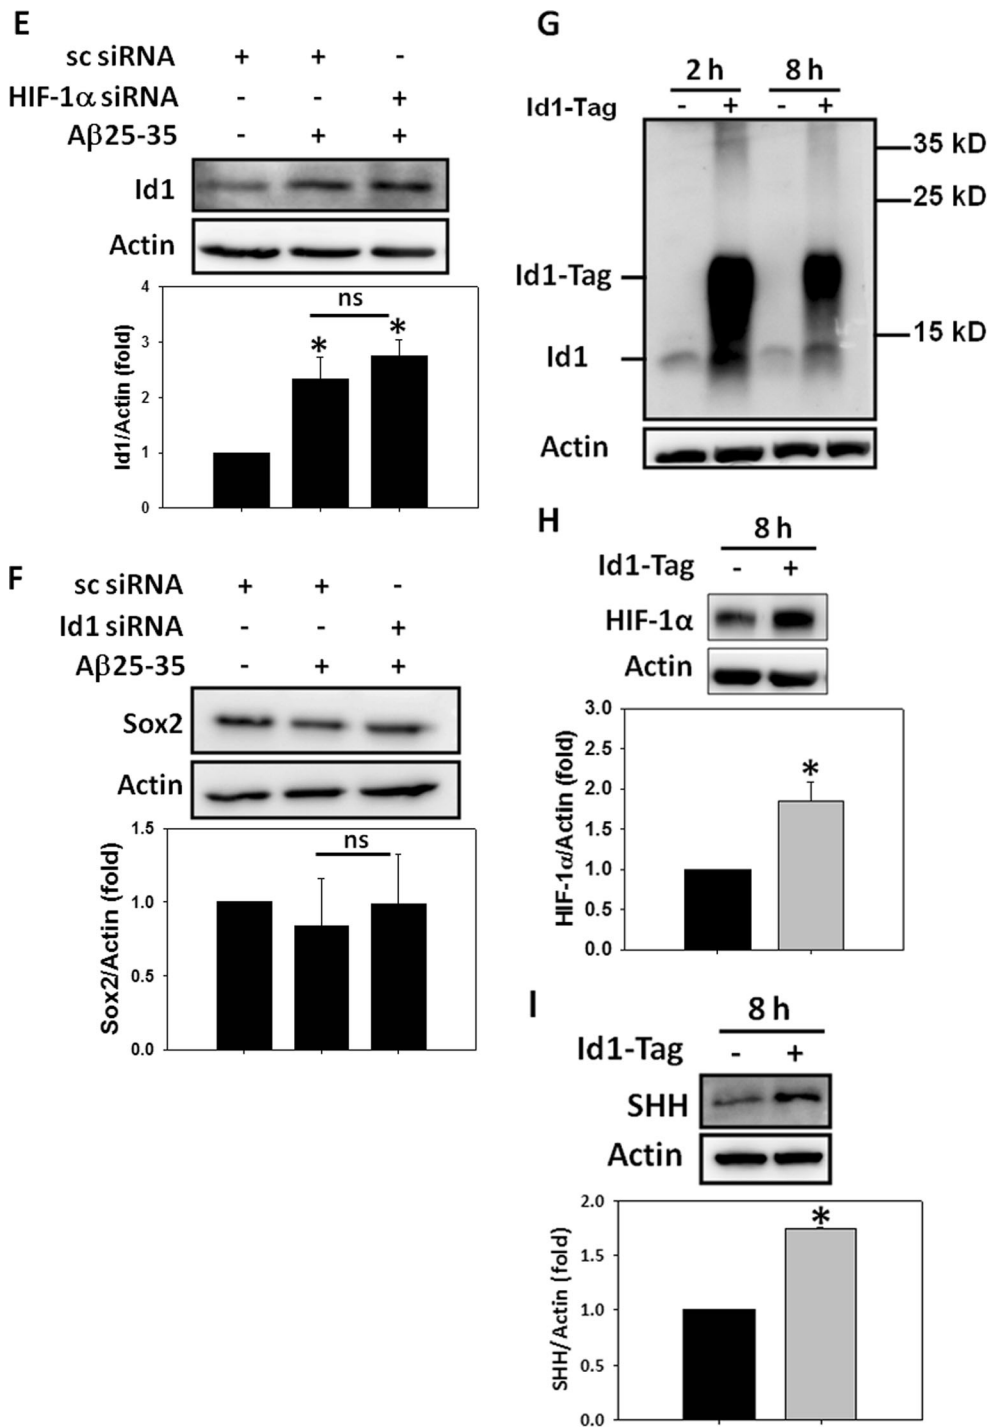 E
sc siRNA + + -
HIF-1α siRNA - - +
Aβ25-35 - + +
Id1
Actin
4
3
2
1
0
Id1/Actin (fold)
ns
* *
F
sc siRNA + + -
Id1 siRNA - - +
Aβ25-35 - + +
Sox2
Actin
1.5
1.0
0.5
0.0
Sox2/Actin (fold)
ns
G
2 h 8 h
Id1-Tag - + - +
35 kD
25 kD
Id1-Tag
15 kD
Id1
Actin
H
8 h
Id1-Tag - +
HIF-1α
Actin
3.0
2.5
2.0
1.5
1.0
0.5
0.0
HIF-1α/Actin (fold)
*
I
8 h
Id1-Tag - +
SHH
Actin
2.0
1.5
1.0
0.5
0.0
SHH/Actin (fold)
*